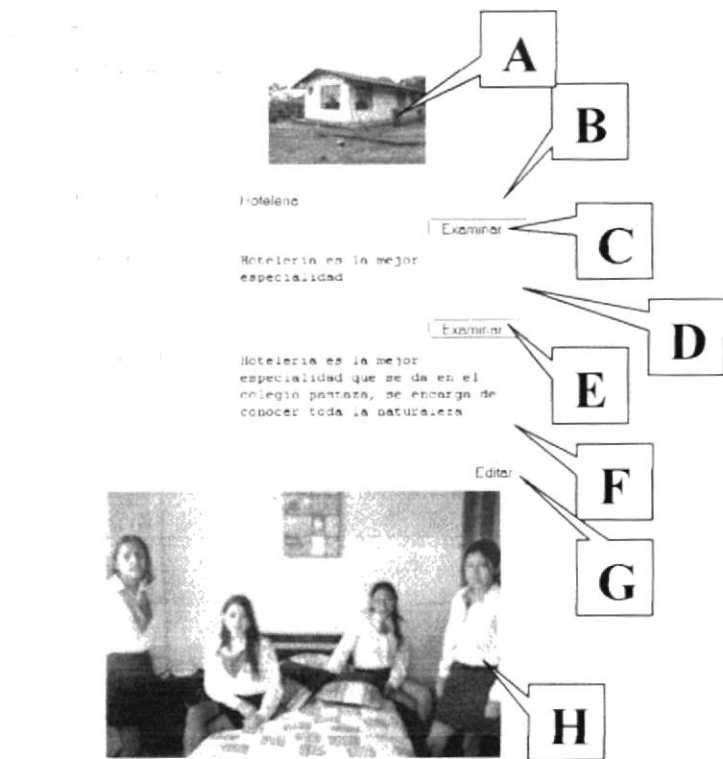 A
B
Hoteleria
Examinar
C
Hoteleria es la mejor
especialidad
D
Examinar
E
Hoteleria es la mejor
especialidad que se da en el
colegio pastaza, se encarga de
conocer toda la naturaleza
F
Editar
G
H